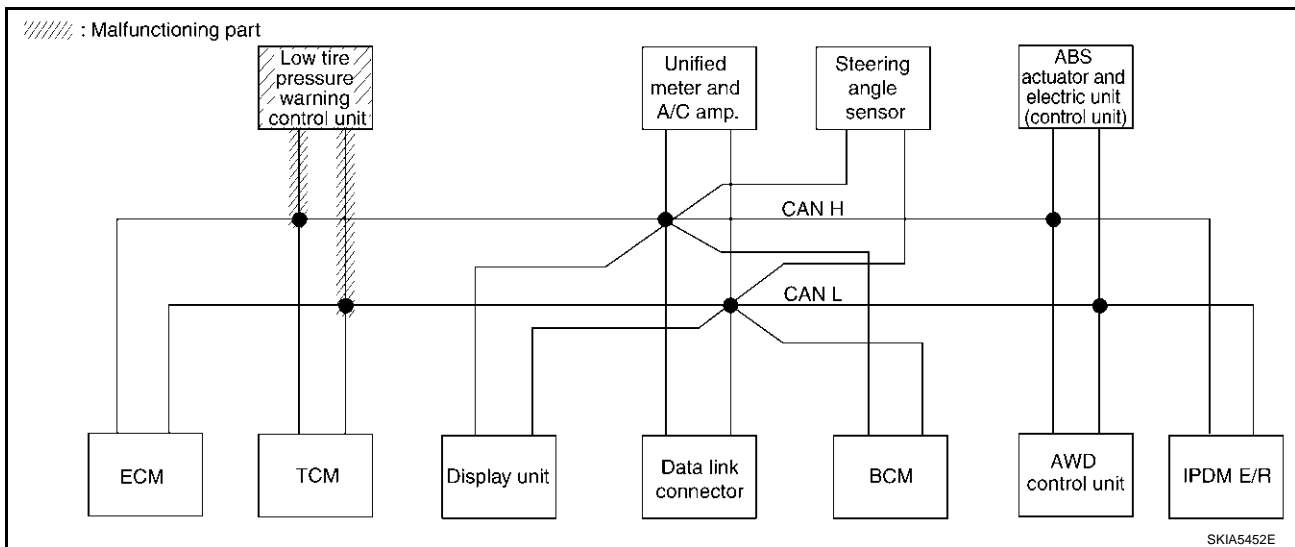 : Malfunctioning part
Low tire
pressure
warning
control unit
Unified
meter and
A/C amp.
Steering
angle
sensor
ABS
actuator and
electric unit
(control unit)
CAN H
CAN L
ECM
TCM
Display unit
Data link
connector
BCM
AWD
control unit
IPDM E/R
SKIA5452E